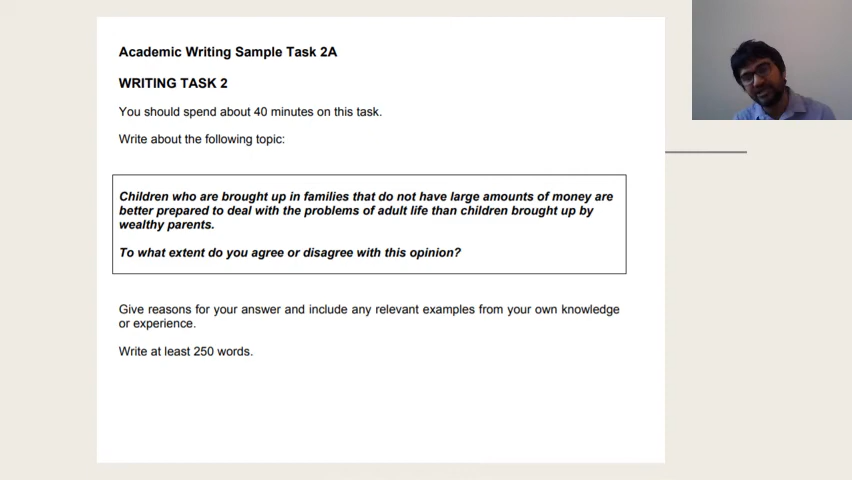 Academic Writing Sample Task 2A
WRITING TASK 2
You should spend about 40 minutes on this task.
Write about the following topic:
Children who are brought up in families that do not have large amounts of money are
better prepared to deal with the problems of adult life than children brought up by
wealthy parents.
To what extent do you agree or disagree with this opinion?
Give reasons for your answer and include any relevant examples from your own knowledge
or experience.
Write at least 250 words.